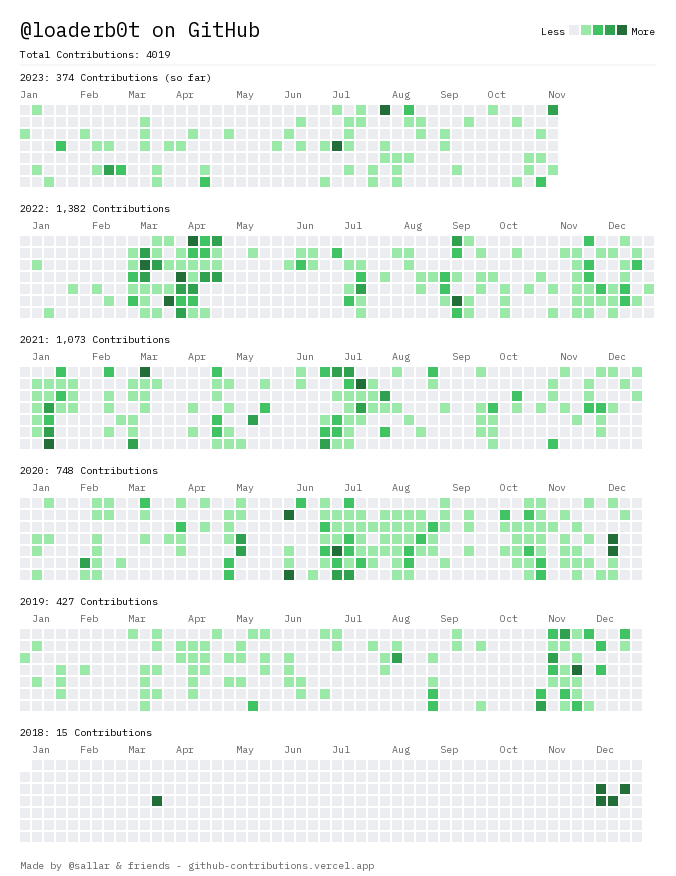 @loaderb0t on GitHub
Less More
Total Contributions: 4019
2023: 374 Contributions (so far)
Jan Feb Mar Apr May Jun Jul Aug Sep Oct Nov
2022: 1,382 Contributions
Jan Feb Mar Apr May Jun Jul Aug Sep Oct Nov Dec
2021: 1,073 Contributions
Jan Feb Mar Apr May Jun Jul Aug Sep Oct Nov Dec
2020: 748 Contributions
Jan Feb Mar Apr May Jun Jul Aug Sep Oct Nov Dec
2019: 427 Contributions
Jan Feb Mar Apr May Jun Jul Aug Sep Oct Nov Dec
2018: 15 Contributions
Jan Feb Mar Apr May Jun Jul Aug Sep Oct Nov Dec
Made by @sallar & friends - github-contributions.vercel.app